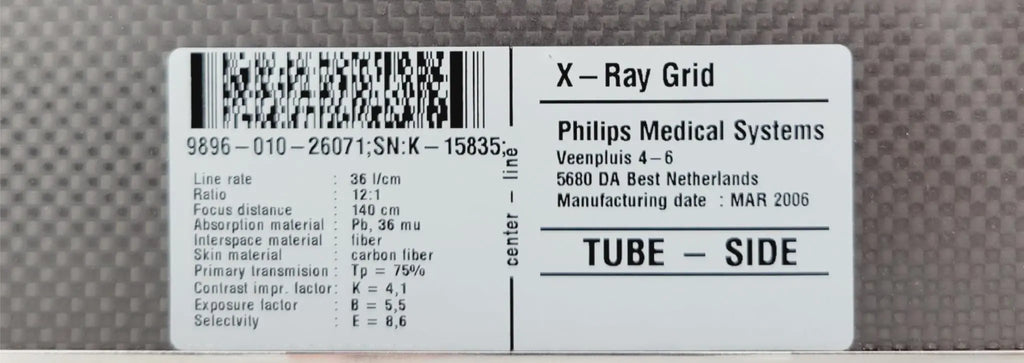 9896-010-26071;SN:K-15835;
Line rate : 36 l/cm
Ratio : 12:1
Focus distance : 140 cm
Absorption material : Pb, 36 mu
Interspace material : fiber
Skin material : carbon fiber
Primary transmision : Tp = 75%
Contrast impr. factor: K = 4,1
Exposure factor : B = 5,5
Selectvity : E = 8,6
center - line
X-Ray Grid
Philips Medical Systems
Veenpluis 4-6
5680 DA Best Netherlands
Manufacturing date : MAR 2006
TUBE - SIDE